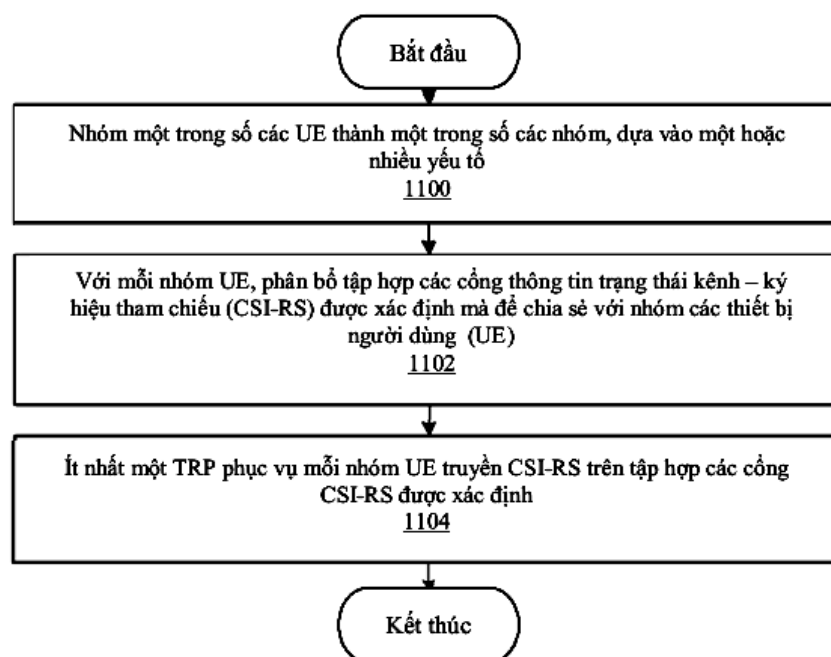 Bắt đầu
Nhóm một trong số các UE thành một trong số các nhóm, dựa vào một hoặc
nhiều yếu tố
1100
Với mỗi nhóm UE, phân bổ tập hợp các cổng thông tin trạng thái kênh – ký
hiệu tham chiếu (CSI-RS) được xác định mà để chia sẻ với nhóm các thiết bị
người dùng (UE)
1102
Ít nhất một TRP phục vụ mỗi nhóm UE truyền CSI-RS trên tập hợp các cổng
CSI-RS được xác định
1104
Kết thúc